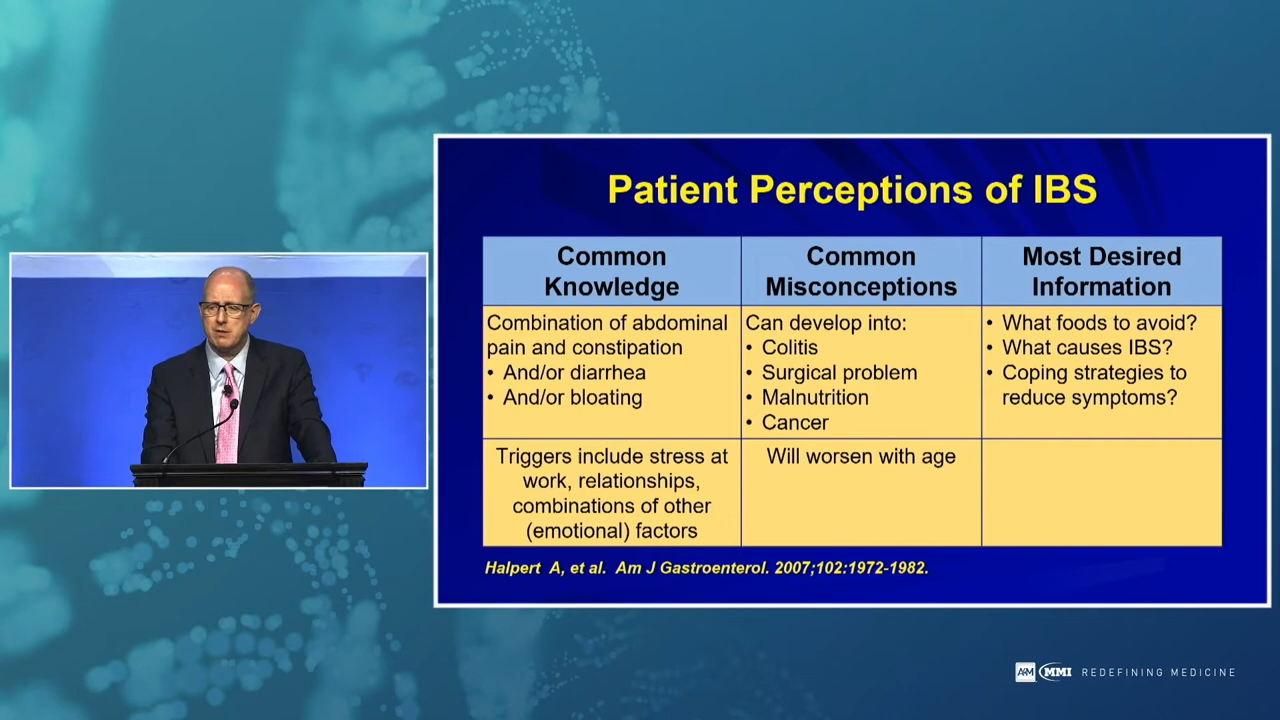 Patient Perceptions of IBS
Common
Knowledge
Common
Misconceptions
Most Desired
Information
Combination of abdominal
pain and constipation
• And/or diarrhea
• And/or bloating
Can develop into:
• Colitis
• Surgical problem
• Malnutrition
• Cancer
• What foods to avoid?
• What causes IBS?
• Coping strategies to
reduce symptoms?
Triggers include stress at
work, relationships,
combinations of other
(emotional) factors
Will worsen with age
Halpert A, et al. Am J Gastroenterol. 2007;102:1972-1982.
A4M MMI REDEFINING MEDICINE